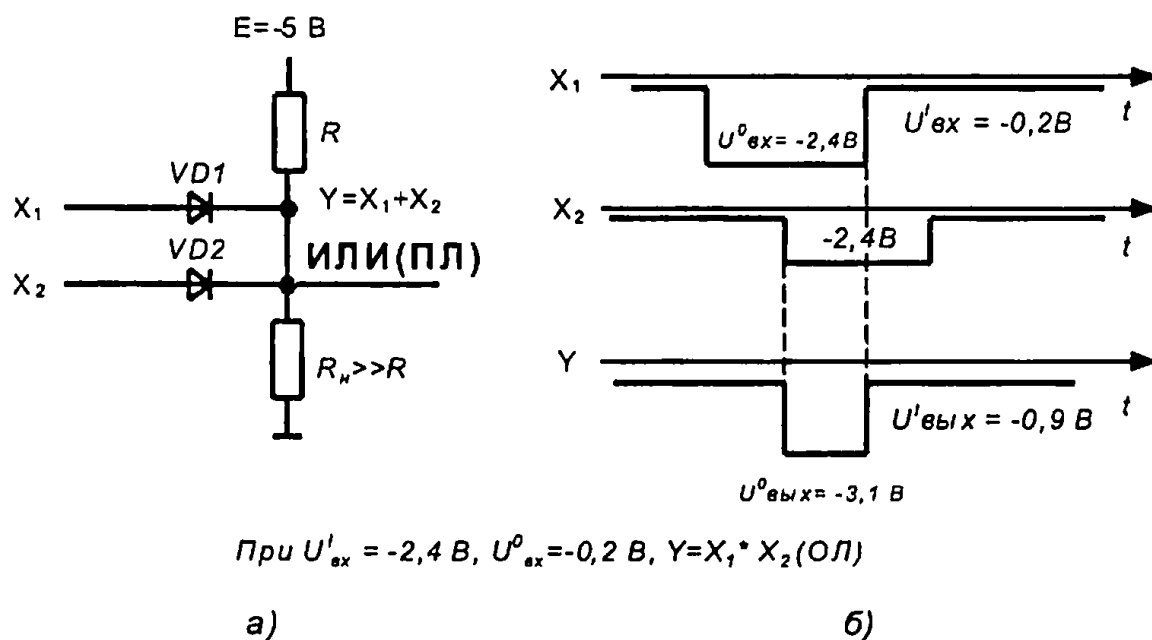 E=-5 В
R
VD1
X₁
Y=X₁+X₂
VD2
ИЛИ(ПЛ)
X₂
Rн>>R
X₁
t
U⁰вх= -2,4 В
U¹вх = -0,2В
X₂
-2,4В
t
Y
t
U¹вых = -0,9 В
U⁰вых= -3,1 В
При U¹вх = -2,4 В, U⁰вх=-0,2 В, Y=X₁* X₂(ОЛ)
а)
б)